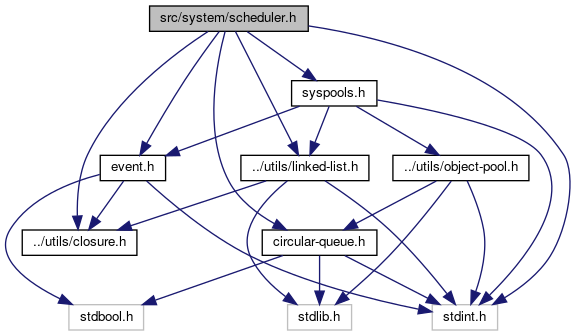 src/system/scheduler.h
syspools.h
event.h
../utils/linked-list.h
../utils/object-pool.h
../utils/closure.h
circular-queue.h
stdbool.h
stdlib.h
stdint.h